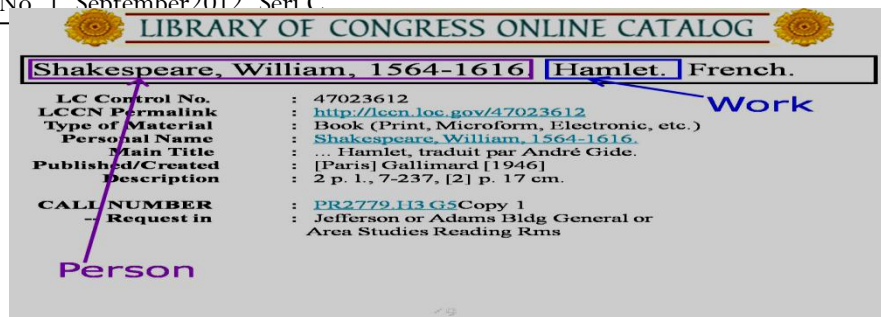 No. 1 September2012 Seri C
LIBRARY OF CONGRESS ONLINE CATALOG
Shakespeare, William, 1564-1616. Hamlet. French.
Work
LC Control No. : 47023612
LCCN Permalink : http://lccn.loc.gov/47023612
Type of Material : Book (Print, Microform, Electronic, etc.)
Personal Name : Shakespeare, William, 1564-1616.
Main Title : ... Hamlet, traduit par André Gide.
Published/Created : [Paris] Gallimard [1946]
Description : 2 p. l., 7-237, [2] p. 17 cm.
CALL NUMBER : PR2779.H3 G5Copy 1
-- Request in : Jefferson or Adams Bldg General or
Area Studies Reading Rms
Person